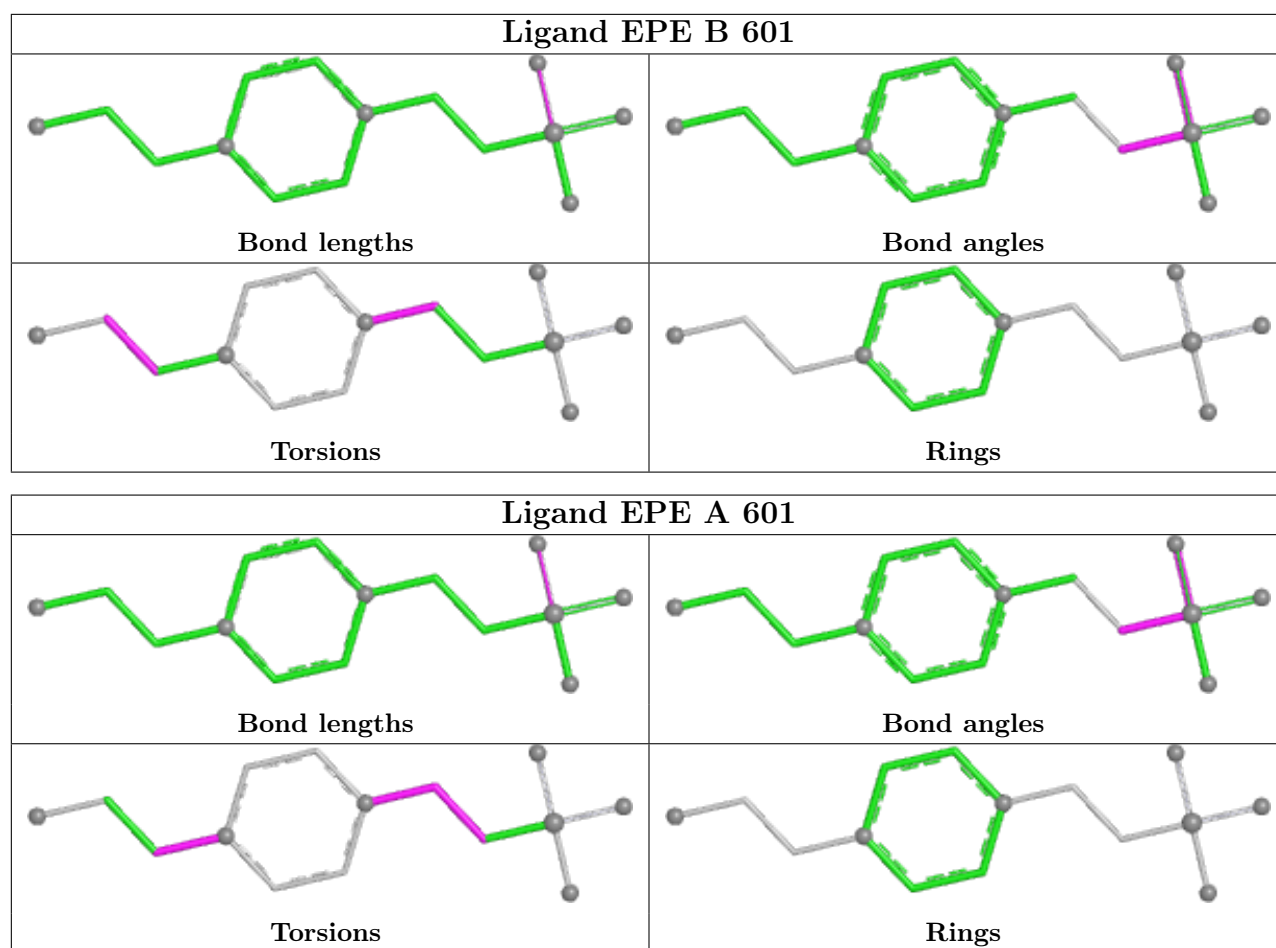 Ligand EPE B 601
Bond lengths
Bond angles
Torsions
Rings
Ligand EPE A 601
Bond lengths
Bond angles
Torsions
Rings